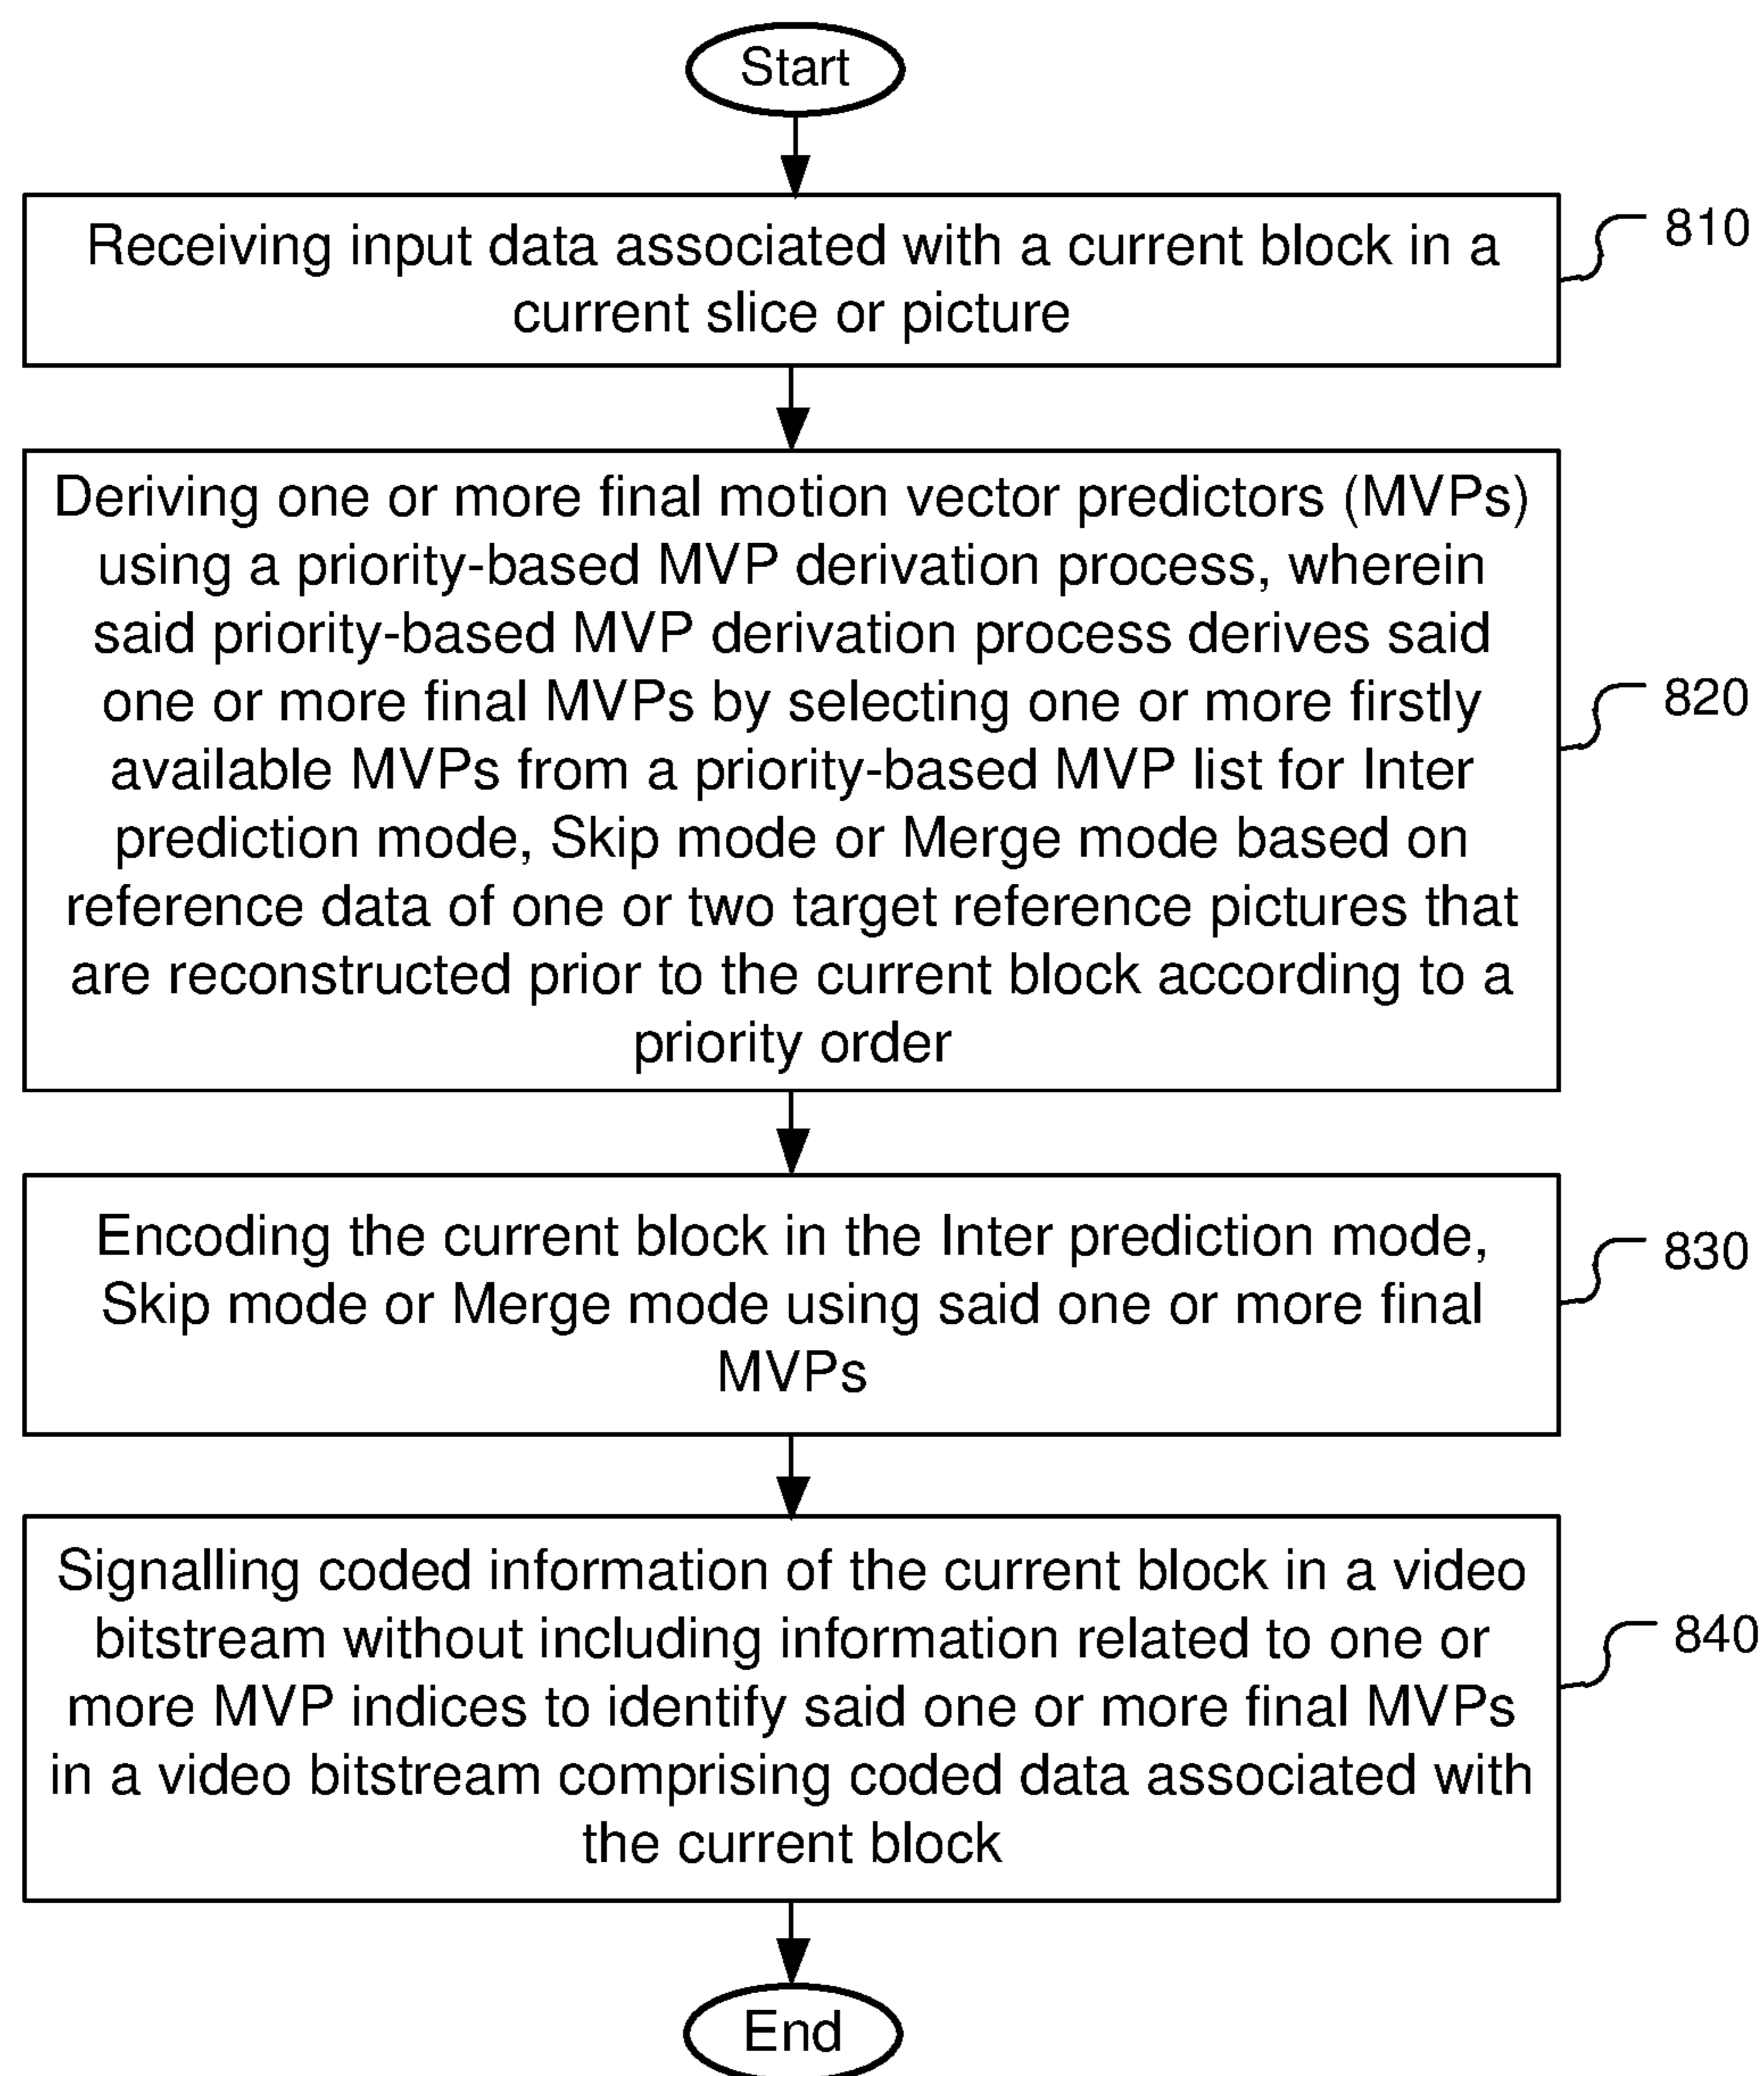 Start
Receiving input data associated with a current block in a
current slice or picture
810
Deriving one or more final motion vector predictors (MVPs)
using a priority-based MVP derivation process, wherein
said priority-based MVP derivation process derives said
one or more final MVPs by selecting one or more firstly
available MVPs from a priority-based MVP list for Inter
prediction mode, Skip mode or Merge mode based on
reference data of one or two target reference pictures that
are reconstructed prior to the current block according to a
priority order
820
Encoding the current block in the Inter prediction mode,
Skip mode or Merge mode using said one or more final
MVPs
830
Signalling coded information of the current block in a video
bitstream without including information related to one or
more MVP indices to identify said one or more final MVPs
in a video bitstream comprising coded data associated with
the current block
840
End